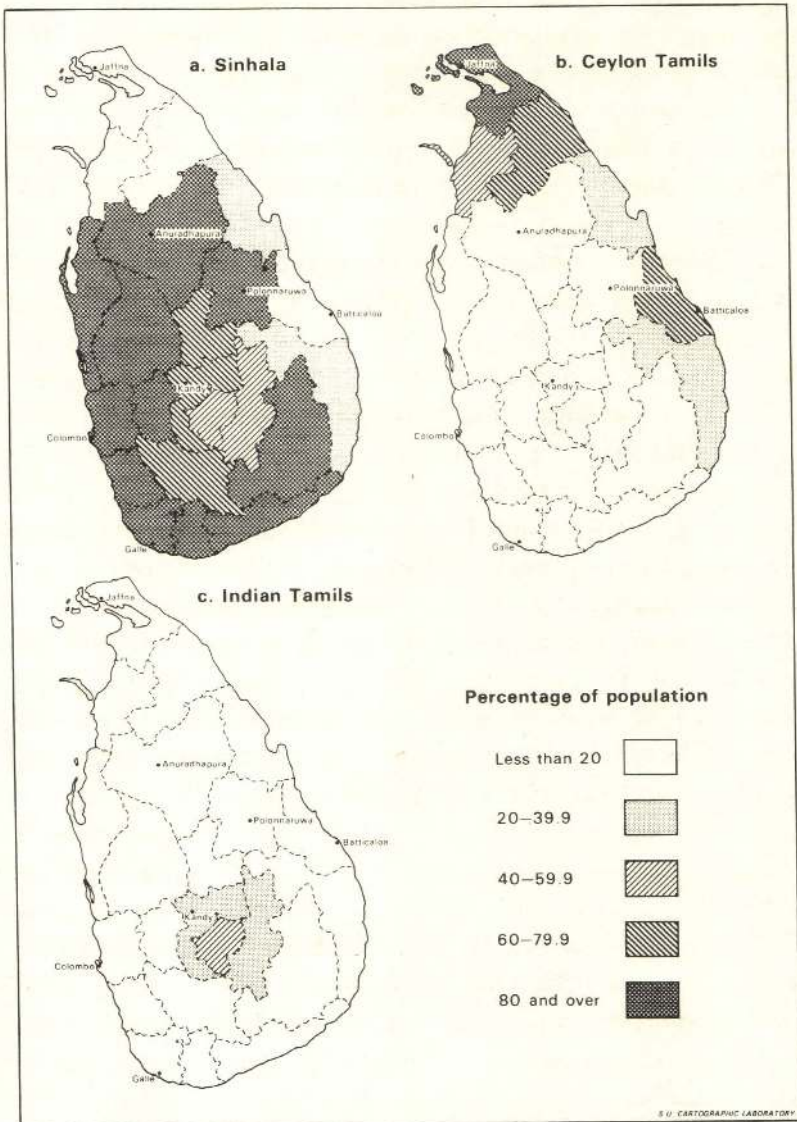 a. Sinhala
Jaffna
Anuradhapura
Polonnaruwa
Batticaloa
Kandy
Colombo
Galle
b. Ceylon Tamils
Jaffna
Anuradhapura
Polonnaruwa
Batticaloa
Kandy
Colombo
Galle
c. Indian Tamils
Jaffna
Anuradhapura
Polonnaruwa
Batticaloa
Kandy
Colombo
Galle
Percentage of population
Less than 20
20–39.9
40–59.9
60–79.9
80 and over
S.U. CARTOGRAPHIC LABORATORY